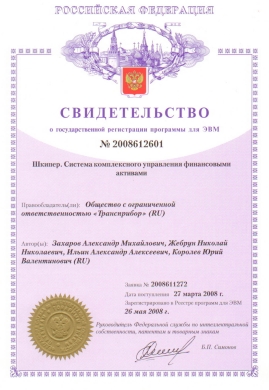 РОССИЙСКАЯ ФЕДЕРАЦИЯ
СВИДЕТЕЛЬСТВО
о государственной регистрации программы для ЭВМ
№ 2008612601
Шкипер. Система комплексного управления финансовыми
активами
Правообладатель(ли): Общество с ограниченной
ответственностью «Трансприбор» (RU)
Автор(ы): Захаров Александр Михайлович, Жебрун Николай
Николаевич, Ильин Александр Алексеевич, Королев Юрий
Валентинович (RU)
Заявка № 2008611272
Дата поступления 27 марта 2008 г.
Зарегистрировано в Реестре программ для ЭВМ
26 мая 2008 г.
Руководитель Федеральной службы по интеллектуальной
собственности, патентам и товарным знакам
Б.П. Симонов